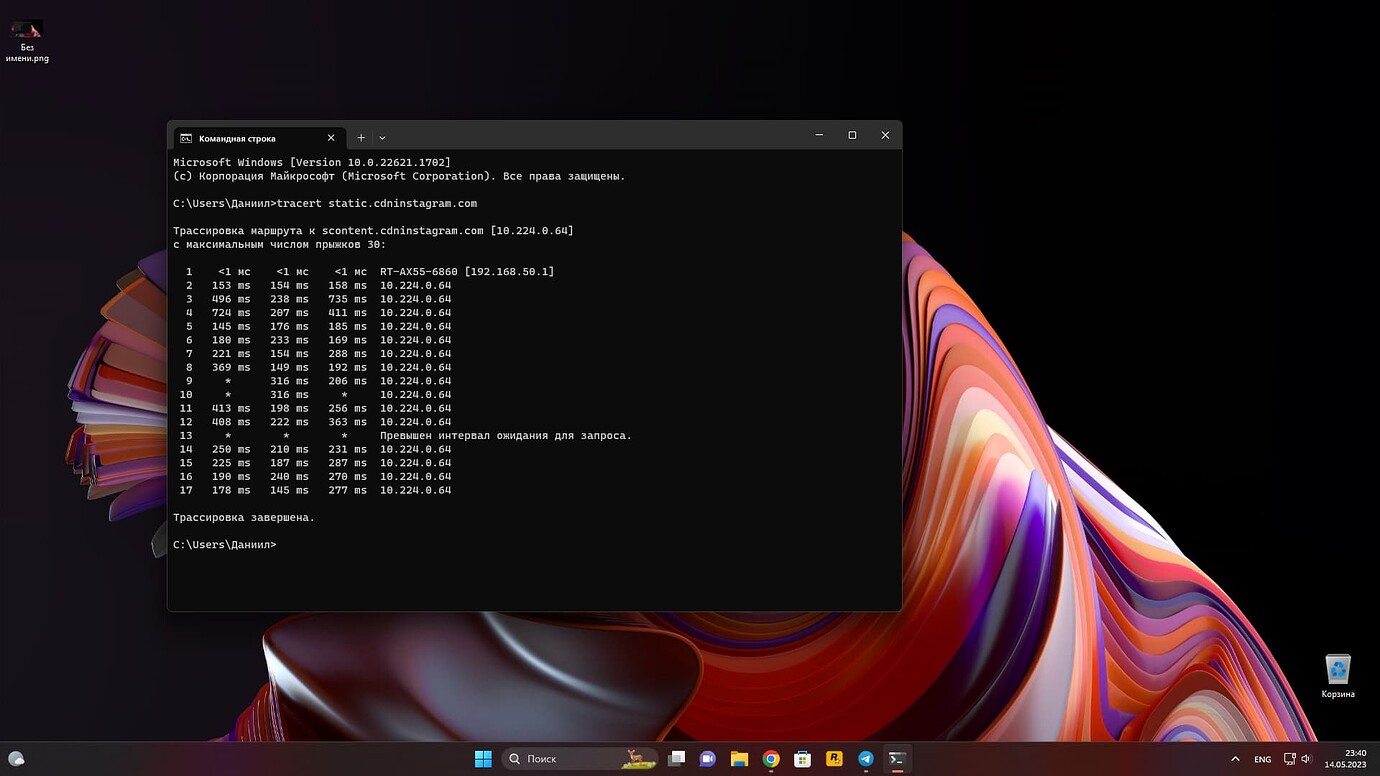 Без
имени.png
Командная строка
Microsoft Windows [Version 10.0.22621.1702]
(c) Корпорация Майкрософт (Microsoft Corporation). Все права защищены.
C:\Users\Даниил>tracert static.cdninstagram.com
Трассировка маршрута к scontent.cdninstagram.com [10.224.0.64]
с максимальным числом прыжков 30:
1 <1 мс <1 мс <1 мс RT-AX55-6860 [192.168.50.1]
2 153 ms 154 ms 158 ms 10.224.0.64
3 496 ms 238 ms 735 ms 10.224.0.64
4 724 ms 207 ms 411 ms 10.224.0.64
5 145 ms 176 ms 185 ms 10.224.0.64
6 180 ms 233 ms 169 ms 10.224.0.64
7 221 ms 154 ms 288 ms 10.224.0.64
8 369 ms 149 ms 192 ms 10.224.0.64
9 * 316 ms 206 ms 10.224.0.64
10 * 316 ms * 10.224.0.64
11 413 ms 198 ms 256 ms 10.224.0.64
12 408 ms 222 ms 363 ms 10.224.0.64
13 * * * Превышен интервал ожидания для запроса.
14 250 ms 210 ms 231 ms 10.224.0.64
15 225 ms 187 ms 287 ms 10.224.0.64
16 190 ms 240 ms 270 ms 10.224.0.64
17 178 ms 145 ms 277 ms 10.224.0.64
Трассировка завершена.
C:\Users\Даниил>
Корзина
Поиск
ENG
23:40
14.05.2023